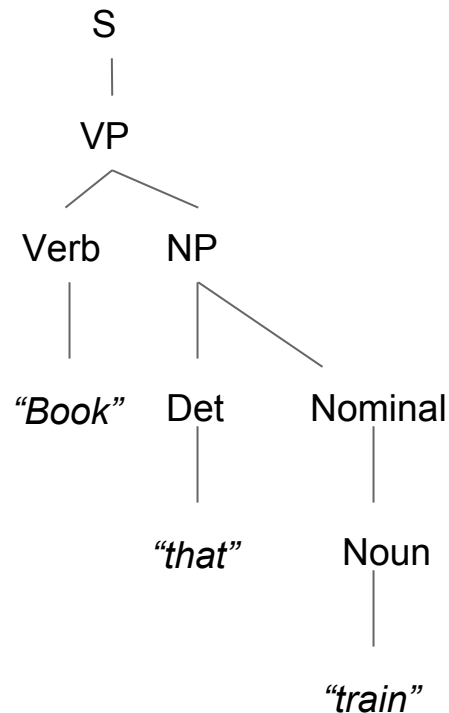 S
VP
Verb NP
“Book” Det Nominal
“that” Noun
“train”